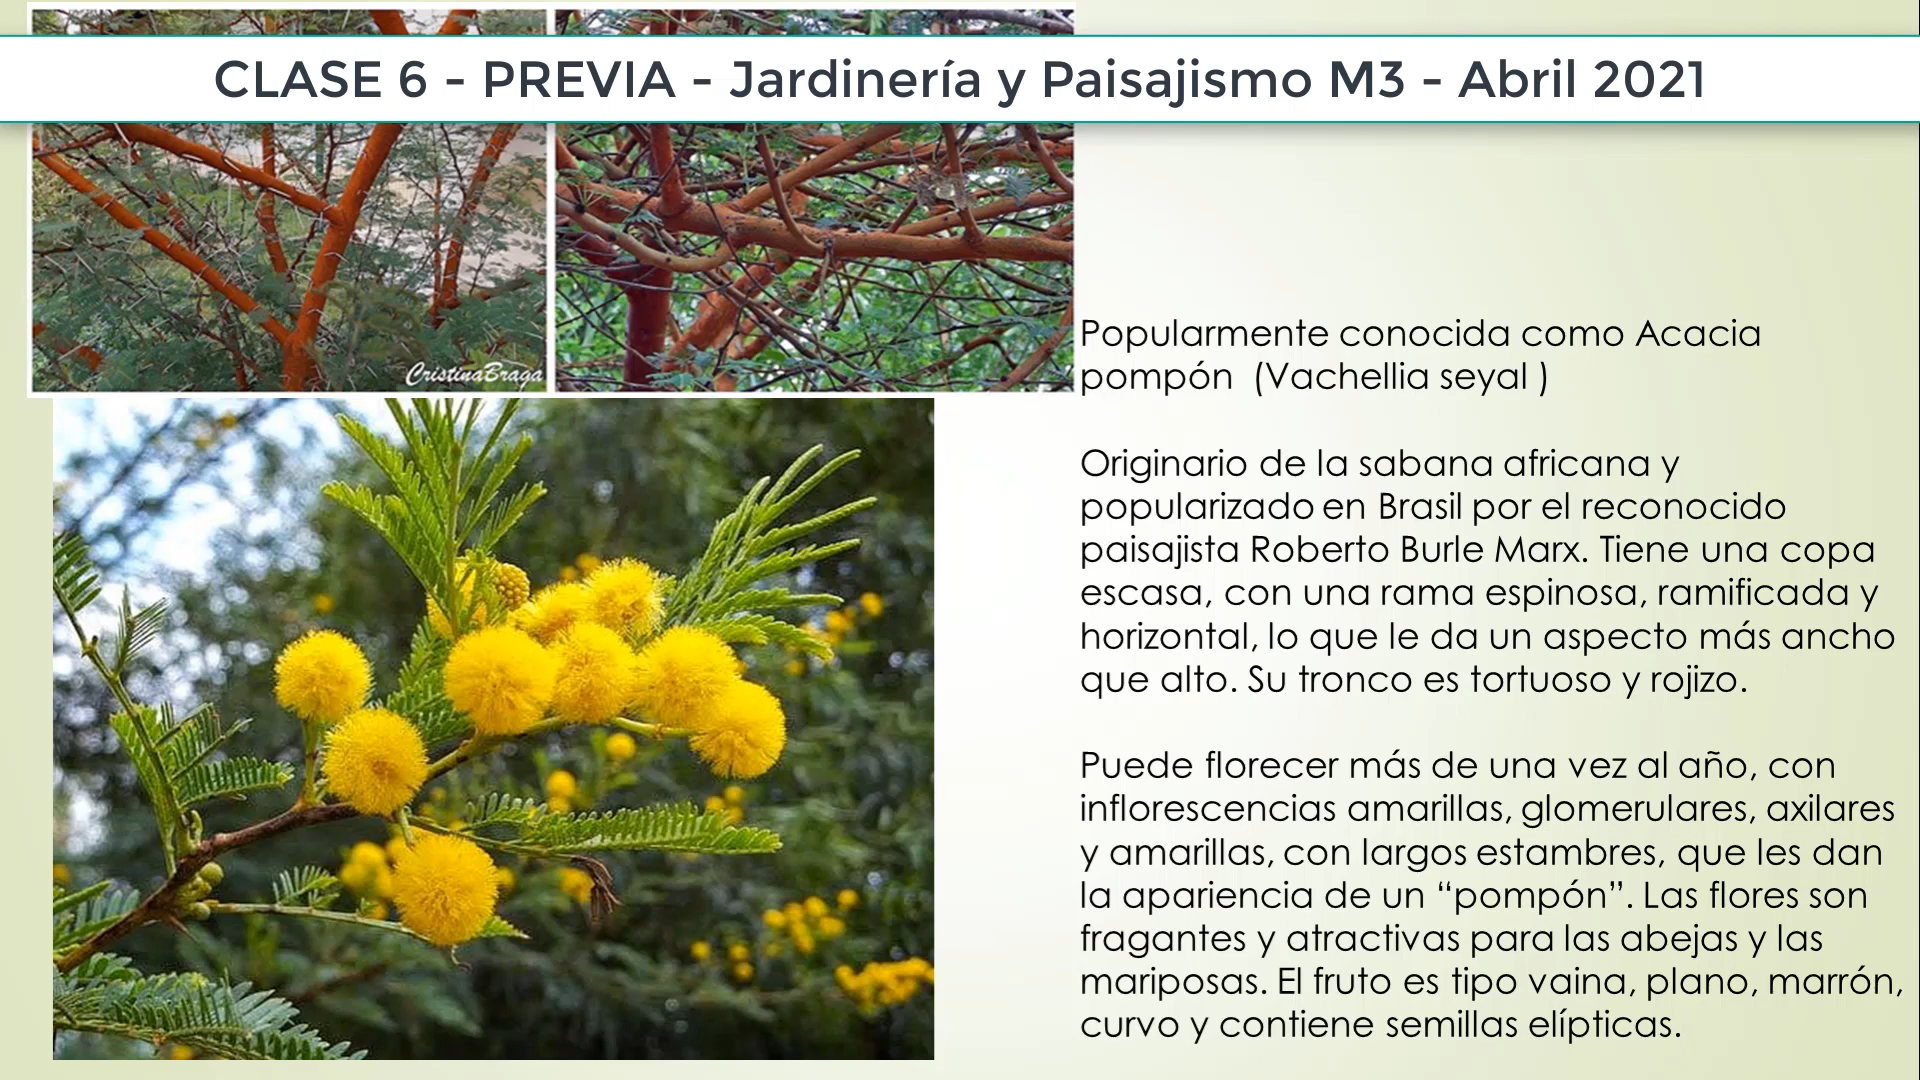 CLASE 6 - PREVIA - Jardinería y Paisajismo M3 - Abril 2021
CristinaBraga
Popularmente conocida como Acacia
pompón (Vachellia seyal )
Originario de la sabana africana y
popularizado en Brasil por el reconocido
paisajista Roberto Burle Marx. Tiene una copa
escasa, con una rama espinosa, ramificada y
horizontal, lo que le da un aspecto más ancho
que alto. Su tronco es tortuoso y rojizo.
Puede florecer más de una vez al año, con
inflorescencias amarillas, glomerulares, axilares
y amarillas, con largos estambres, que les dan
la apariencia de un “pompón”. Las flores son
fragantes y atractivas para las abejas y las
mariposas. El fruto es tipo vaina, plano, marrón,
curvo y contiene semillas elípticas.